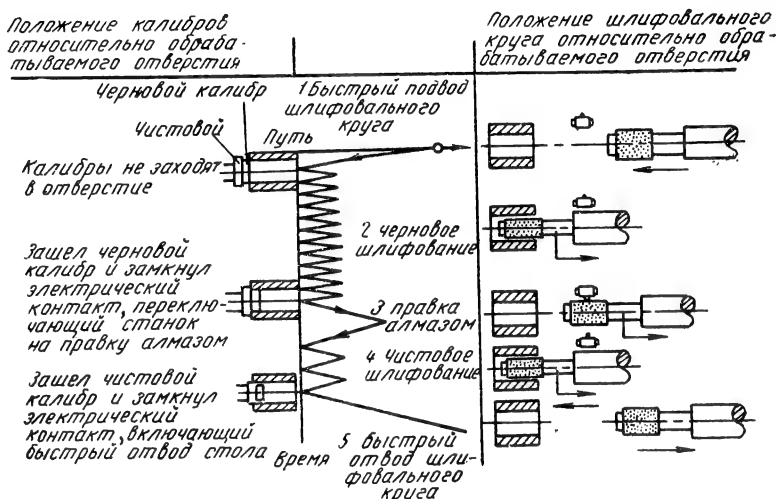 Положение калибров
относительно обраба-
тываемого отверстия
Положение шлифовального
круга относительно обра-
батываемого отверстия
Черновой калибр
Чистовой
Калибры не заходят
в отверстие
Зашел черновой
калибр и замкнул
электрический
контакт, переклю-
чающий станок
на правку алмазом
Зашел чистовой
калибр и замкнул
электрический
контакт, включающий
быстрый отвод стола
1 Быстрый подвод
шлифовального
круга
Путь
2 черновое
шлифование
3 правка
алмазом
4 Чистовое
шлифование
5 быстрый
отвод шли-
фовального
круга
Время